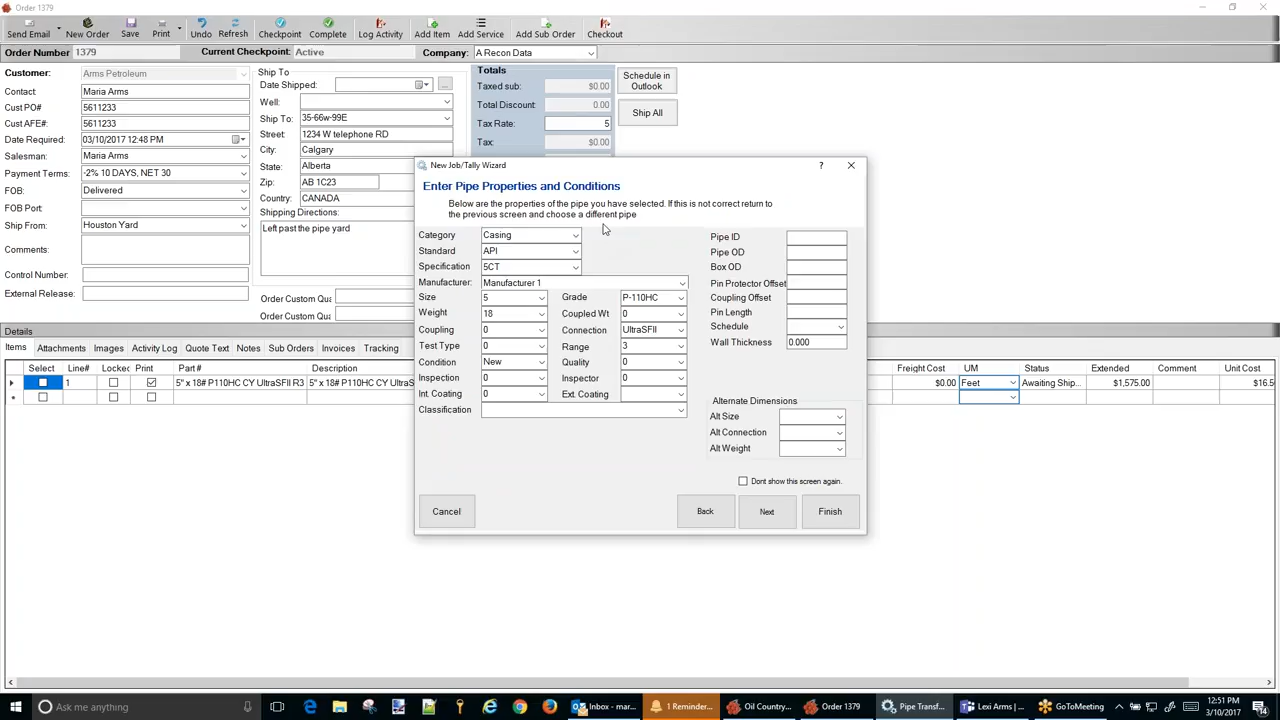 Order 1379
Send Email New Order Save Print Undo Refresh Checkpoint Complete Log Activity Add Item Add Service Add Sub Order Checkout
Order Number 1379 Current Checkpoint: Active Company: A Recon Data
Customer: Arms Petroleum
Contact: Maria Arms
Cust PO#: 5611233
Cust AFE#: 5611233
Date Required: 03/10/2017 12:48 PM
Salesman: Maria Arms
Payment Terms: -2% 10 DAYS, NET 30
FOB: Delivered
FOB Port:
Ship From: Houston Yard
Comments:
Control Number:
External Release:
Ship To
Date Shipped: ...
Well:
Ship To: 35-66w-99E
Street: 1234 W telephone RD
City: Calgary
State: Alberta
Zip: AB 1C23
Country: CANADA
Shipping Directions:
Left past the pipe yard
Order Custom Qua
Order Custom Qua
Totals
Taxed sub: $0.00
Total Discount: 0.00
Tax Rate: 5
Tax: $0.00
Schedule in
Outlook
Ship All
New Job/Tally Wizard ?
Enter Pipe Properties and Conditions
Below are the properties of the pipe you have selected. If this is not correct return
to the previous screen and choose a different pipe
Category Casing
Standard API
Specification 5CT
Manufacturer: Manufacturer 1
Size 5 Grade P-110HC
Weight 18 Coupled Wt 0
Coupling 0 Connection UltraSFII
Test Type 0 Range 3
Condition New Quality 0
Inspection 0 Inspector 0
Int. Coating 0 Ext. Coating
Classification
Pipe ID
Pipe OD
Box OD
Pin Protector Offset
Coupling Offset
Pin Length
Schedule
Wall Thickness 0.000
Alternate Dimensions
Alt Size
Alt Connection
Alt Weight
Dont show this screen again.
Cancel Back Next Finish
Details
Items Attachments Images Activity Log Quote Text Notes Sub Orders Invoices Tracking
Select Line# Locked Print Part # Description Freight Cost UM Status Extended Comment Unit Cost
1 5" x 18# P110HC CY UltraSFII R3 5" x 18# P110HC CY UltraSF $0.00 Feet Awaiting Ship... $1,575.00 $16.5
Ask me anything
Inbox - mar... 1 Reminder... Oil Country... Order 1379 Pipe Transf... Lexi Arms |... GoToMeeting
12:51 PM
3/10/2017
14